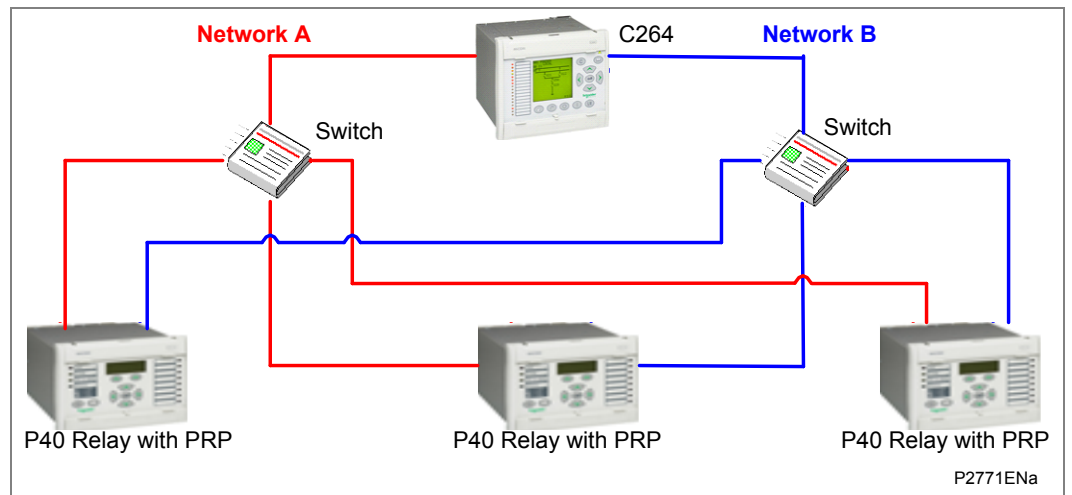 Network A
C264
Network B
Switch
Switch
P40 Relay with PRP
P40 Relay with PRP
P40 Relay with PRP
P2771ENa